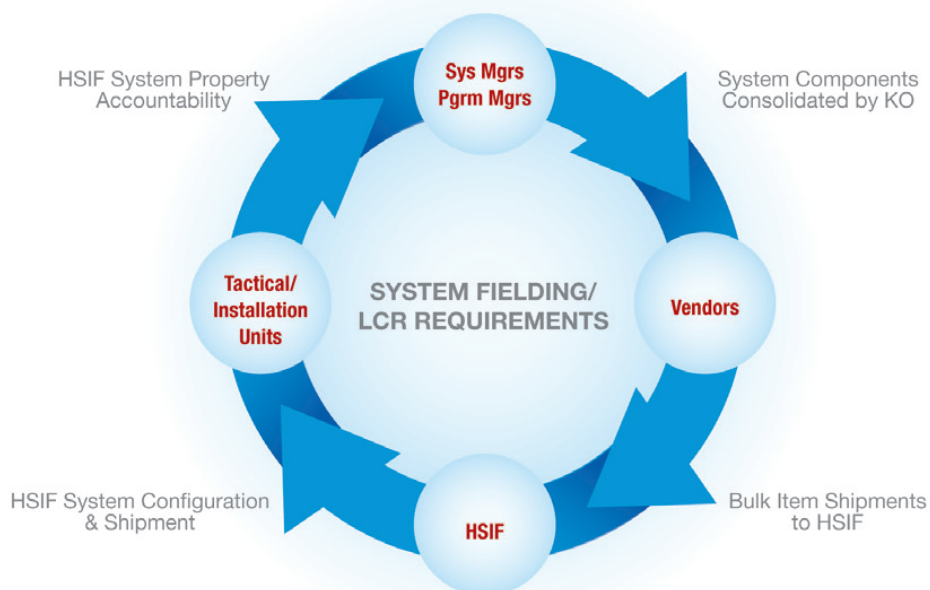 Sys Mgrs
Pgrm Mgrs
HSIF System Property
Accountability
System Components
Consolidated by KO
Tactical/
Installation
Units
SYSTEM FIELDING/
LCR REQUIREMENTS
Vendors
HSIF System Configuration
& Shipment
HSIF
Bulk Item Shipments
to HSIF